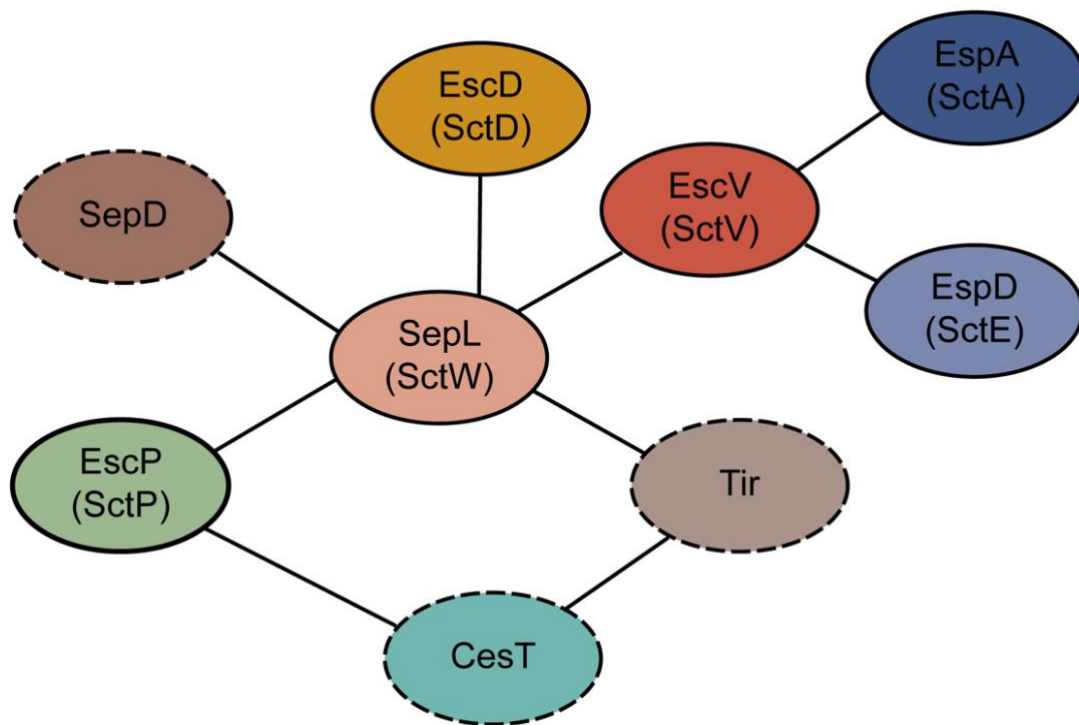 EspA
(SctA)
EscD
(SctD)
EscV
(SctV)
SepD
EspD
(SctE)
SepL
(SctW)
EscP
(SctP)
Tir
CesT